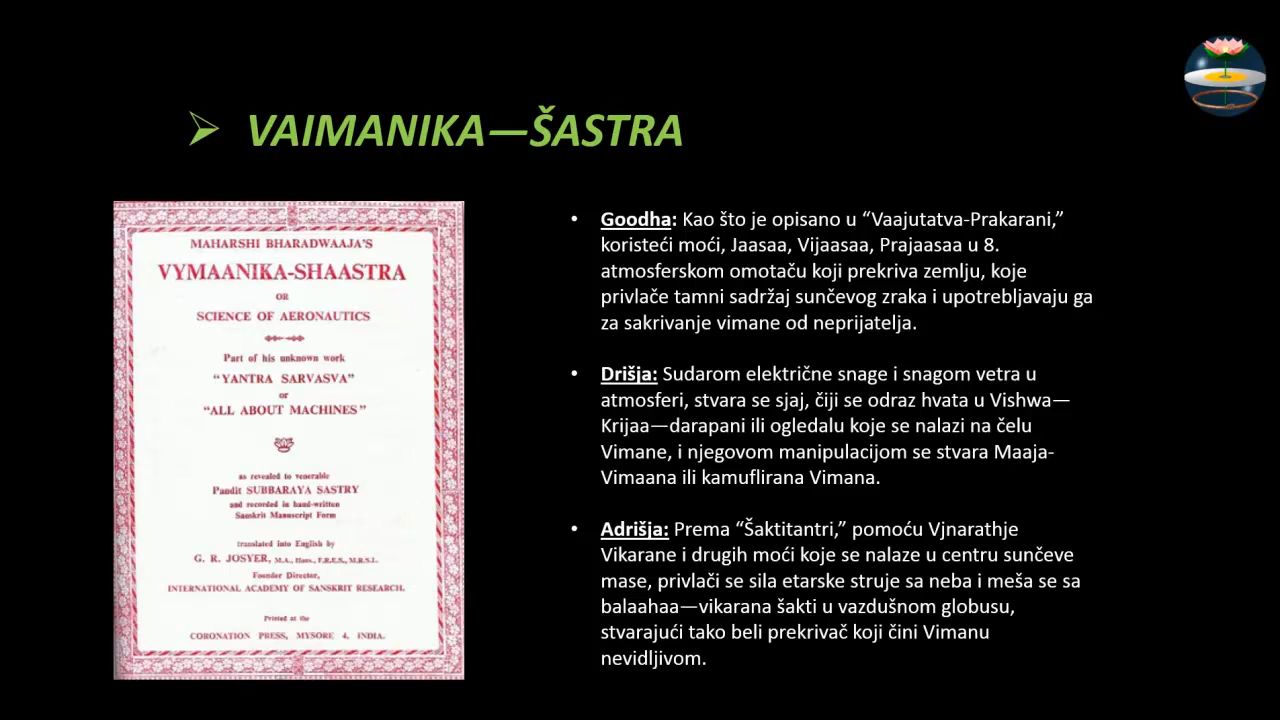 VAIMANIKA—ŠASTRA
MAHARSHI BHARADWAAJA'S
VYMAANIKA-SHAASTRA
OR
SCIENCE OF AERONAUTICS
Part of his unknown work
“YANTRA SARVASVA”
or
“ALL ABOUT MACHINES”
as revealed to venerable
Pandit SUBBARAYA SASTRY
and recorded in hand-written
Sanskrit Manuscript Form
translated into English by
G. R. JOSYER, M.A., Hons., F.R.E.S., M.R.S.L.
Founder Director,
INTERNATIONAL ACADEMY OF SANSKRIT RESEARCH.
Printed at the
CORONATION PRESS, MYSORE 4, INDIA.
• Goodha: Kao što je opisano u “Vaajutatva-Prakarani,”
koristeći moći, Jaasaa, Vijaasaa, Prajaasaa u 8.
atmosferskom omotaču koji prekriva zemlju, koje
privlače tamni sadržaj sunčevog zraka i upotrebljavaju ga
za sakrivanje vimane od neprijatelja.
• Drišja: Sudarom električne snage i snagom vetra u
atmosferi, stvara se sjaj, čiji se odraz hvata u Vishwa—
Krijaa—darapani ili ogledalu koje se nalazi na čelu
Vimane, i njegovom manipulacijom se stvara Maaja-
Vimaana ili kamuflirana Vimana.
• Adrišja: Prema “Šaktitantri,” pomoću Vjnarathje
Vikarane i drugih moći koje se nalaze u centru sunčeve
mase, privlači se sila etarske struje sa neba i meša se sa
balaahaa—vikarana šakti u vazdušnom globusu,
stvarajući tako beli prekrivač koji čini Vimanu
nevidljivom.